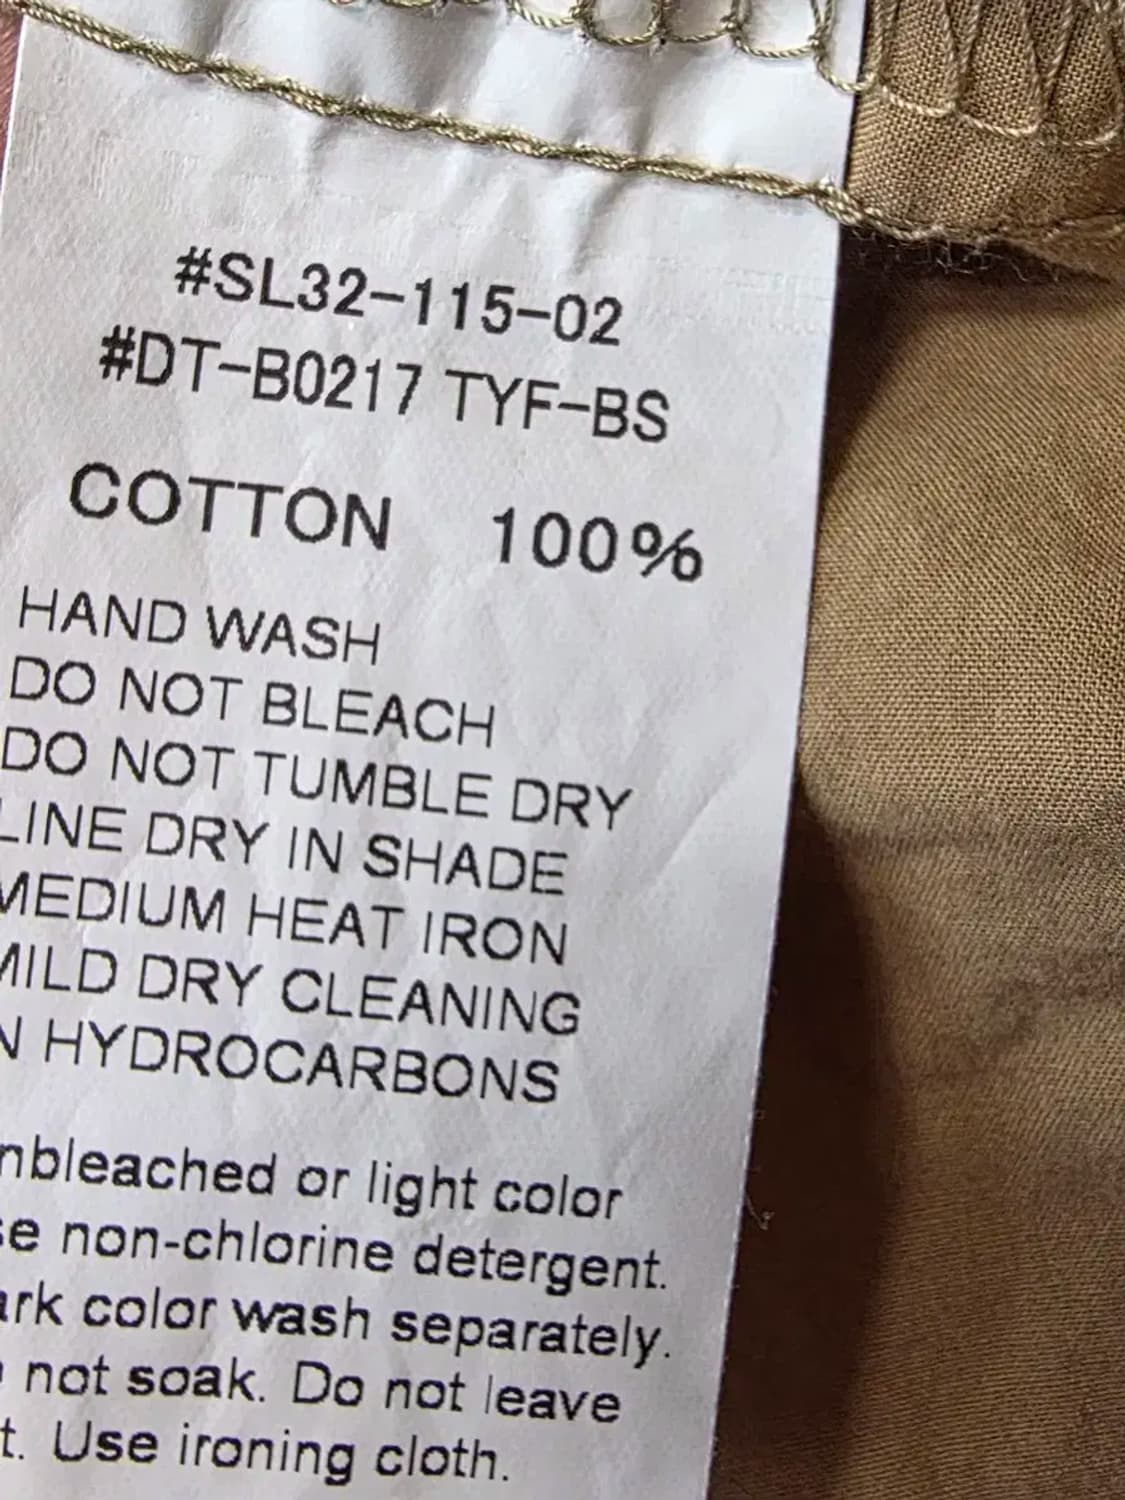 #SL32-115-02
#DT-B0217 TYF-BS
COTTON 100%
HAND WASH
DO NOT BLEACH
DO NOT TUMBLE DRY
LINE DRY IN SHADE
MEDIUM HEAT IRON
MILD DRY CLEANING
HYDROCARBONS
or light color
non-chlorine detergent.
color wash separately.
not soak. Do not leave
Use ironing cloth.